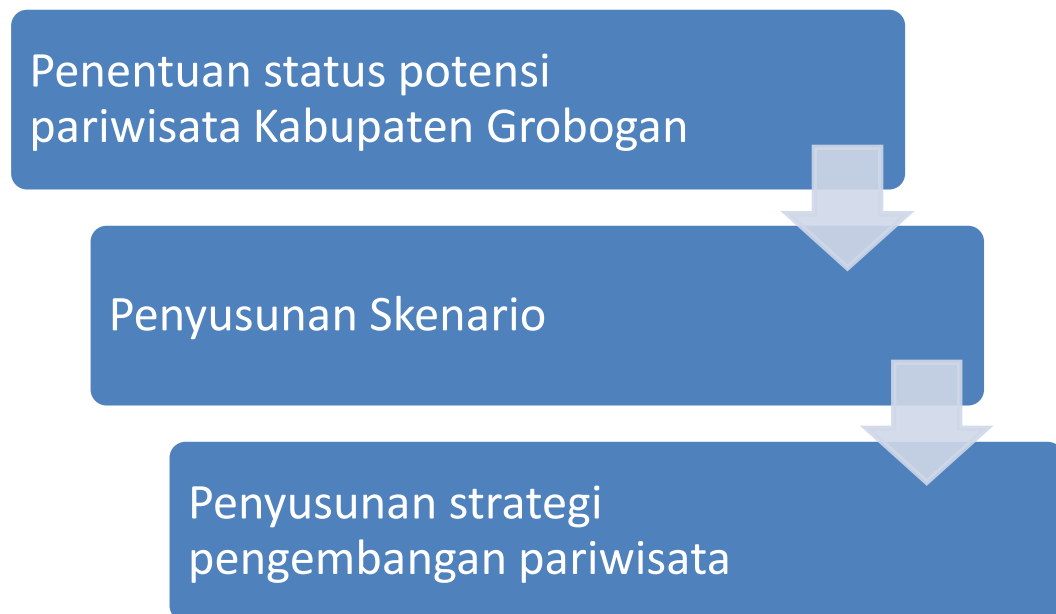 Penentuan status potensi
pariwisata Kabupaten Grobogan
Penyusunan Skenario
Penyusunan strategi
pengembangan pariwisata